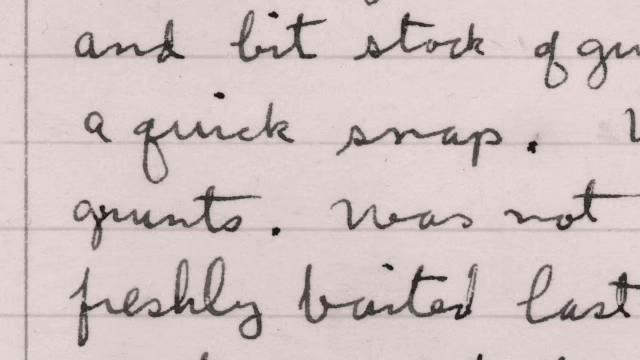 and bit stock of
a quick snap.
grunts. Was not
freshly baited last